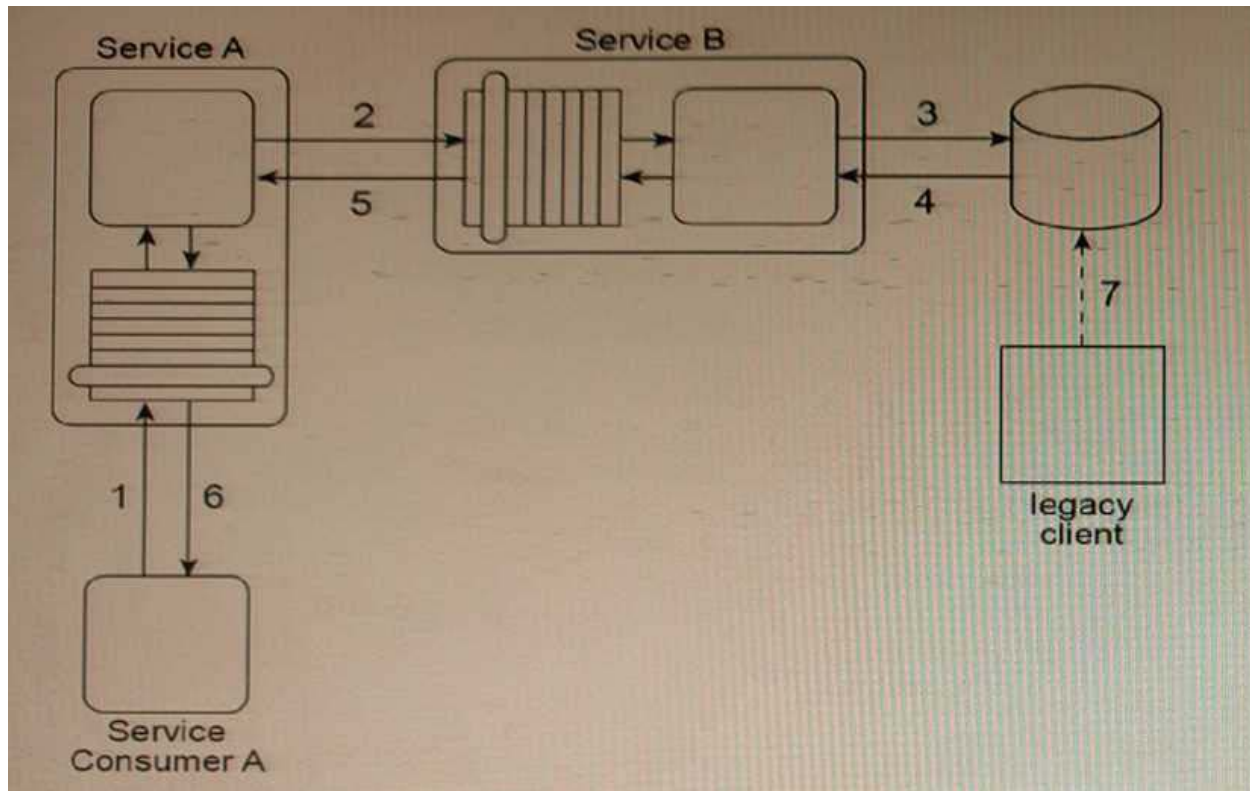 Service A
Service B
2
3
5
4
7
1
6
legacy
client
Service
Consumer A